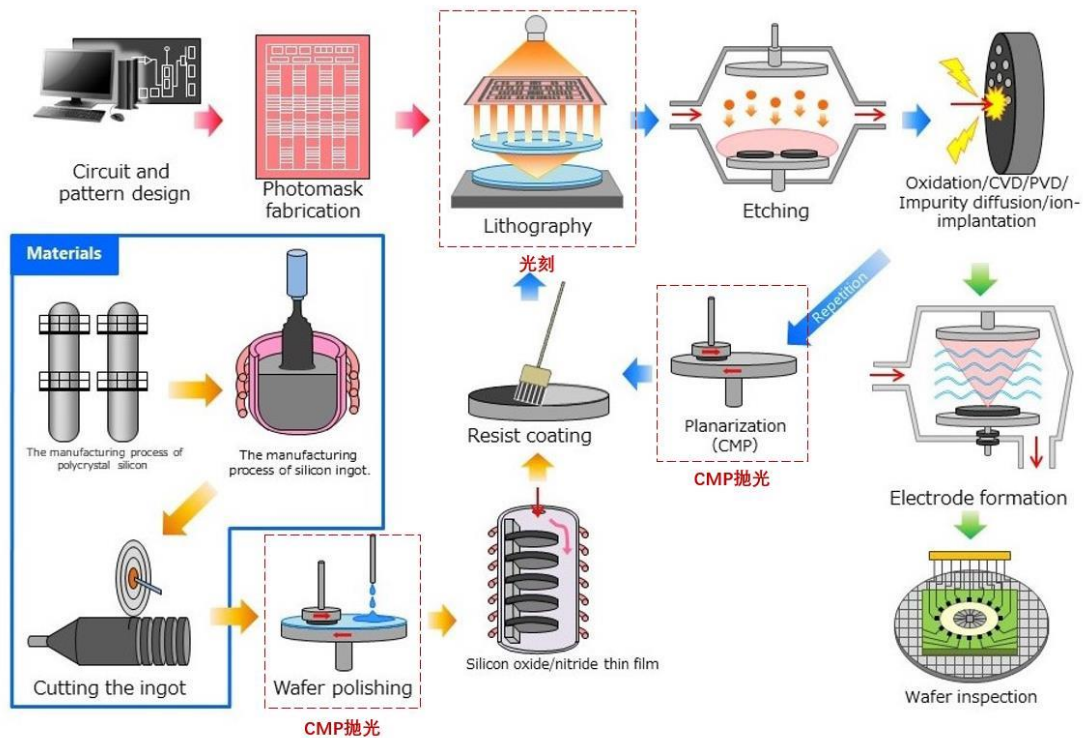 Circuit and
pattern design
Photomask
fabrication
Lithography
光刻
Etching
Oxidation/CVD/PVD/
Impurity diffusion/ion-
implantation
Materials
The manufacturing process of
polycrystal silicon
The manufacturing
process of silicon ingot.
Resist coating
Planarization
(CMP)
CMP抛光
Repetition
Electrode formation
Cutting the ingot
Wafer polishing
CMP抛光
Silicon oxide/nitride thin film
Wafer inspection